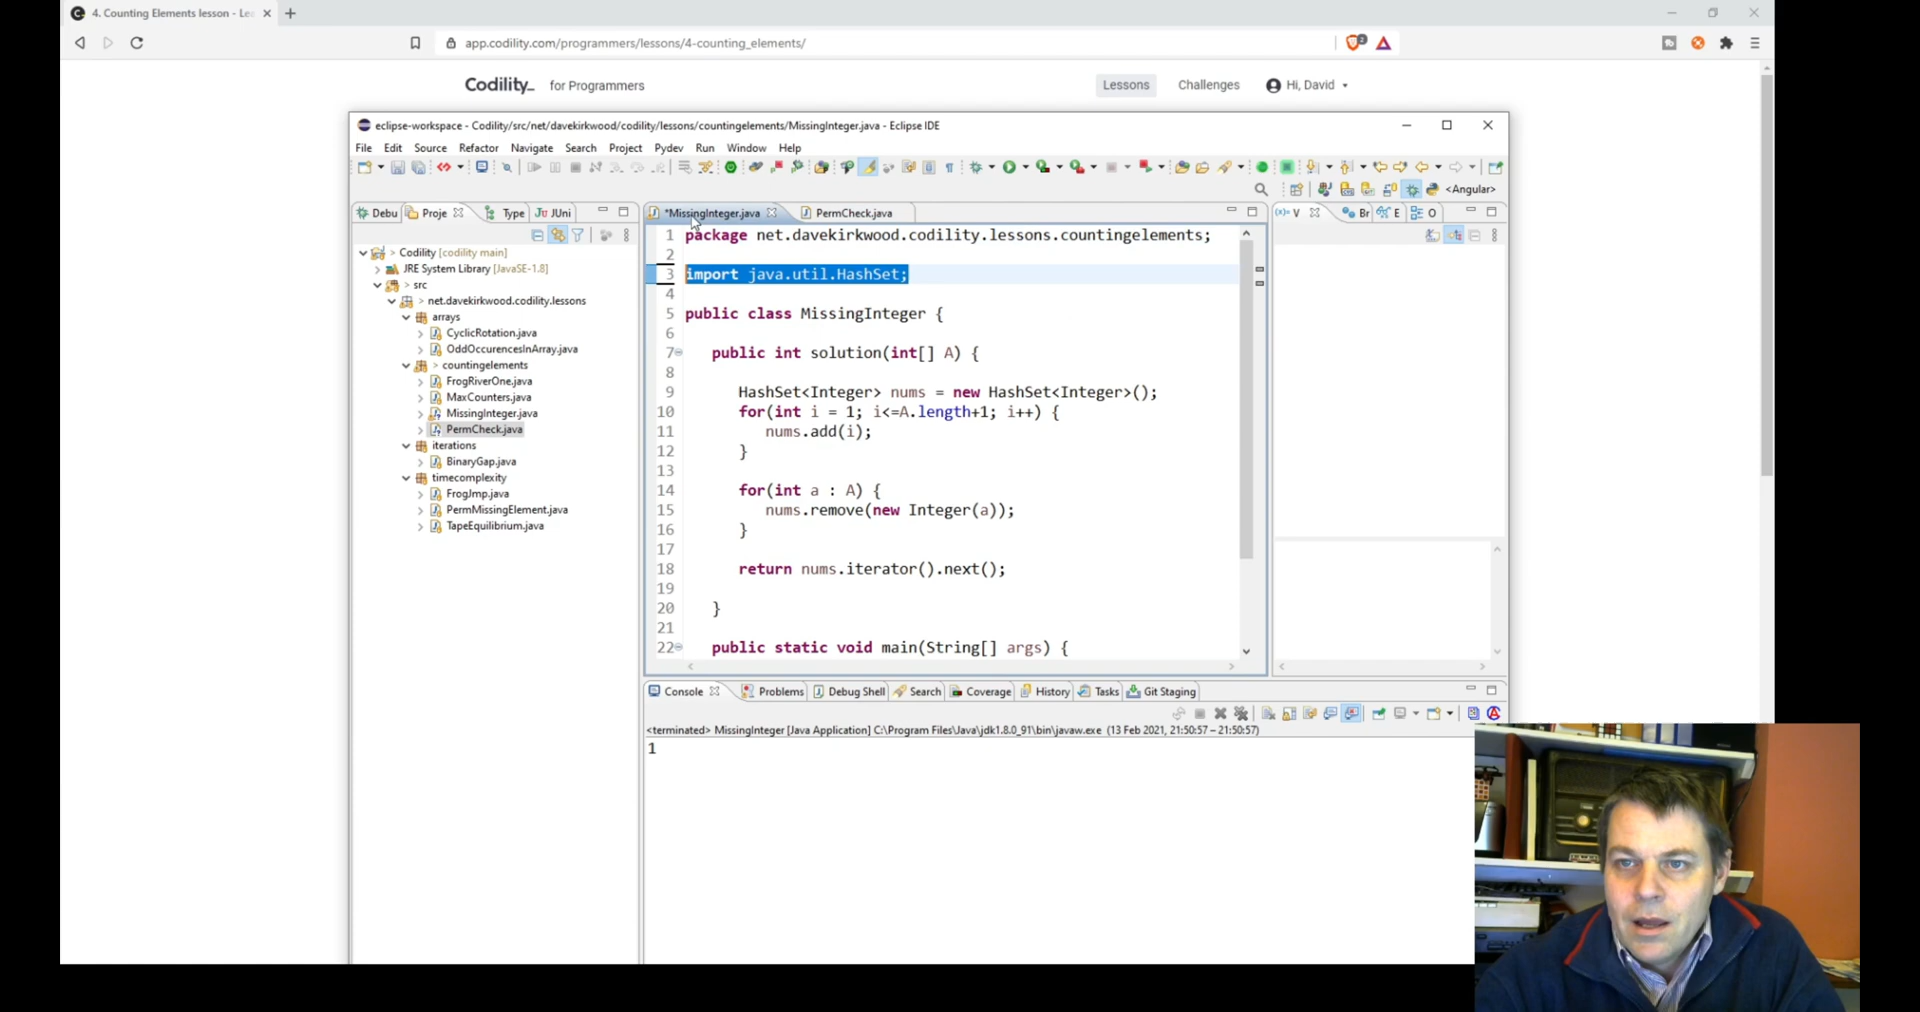 4. Counting Elements lesson - Lea
app.codility.com/programmers/lessons/4-counting_elements/
2
Codility_ for Programmers
Lessons
Challenges
Hi, David
eclipse-workspace - Codility/src/net/davekirkwood/codility/lessons/countingelements/MissingInteger.java - Eclipse IDE
File Edit Source Refactor Navigate Search Project Pydev Run Window Help
<Angular>
Debu
Proje
Type
JUni
*MissingInteger.java
PermCheck.java
V
Br
E
O
> Codility [codility main]
JRE System Library [JavaSE-1.8]
> src
> net.davekirkwood.codility.lessons
arrays
CyclicRotation.java
OddOccurencesInArray.java
> countingelements
FrogRiverOne.java
MaxCounters.java
MissingInteger.java
PermCheck.java
iterations
BinaryGap.java
timecomplexity
FrogJmp.java
PermMissingElement.java
TapeEquilibrium.java
1 package net.davekirkwood.codility.lessons.countingelements;
2
3 import java.util.HashSet;
4
5 public class MissingInteger {
6
7 public int solution(int[] A) {
8
9 HashSet<Integer> nums = new HashSet<Integer>();
10 for(int i = 1; i<=A.length+1; i++) {
11 nums.add(i);
12 }
13
14 for(int a : A) {
15 nums.remove(new Integer(a));
16 }
17
18 return nums.iterator().next();
19
20 }
21
22 public static void main(String[] args) {
Console
Problems
Debug Shell
Search
Coverage
History
Tasks
Git Staging
<terminated> MissingInteger [Java Application] C:\Program Files\Java\jdk1.8.0_91\bin\javaw.exe (13 Feb 2021, 21:50:57 – 21:50:57)
1